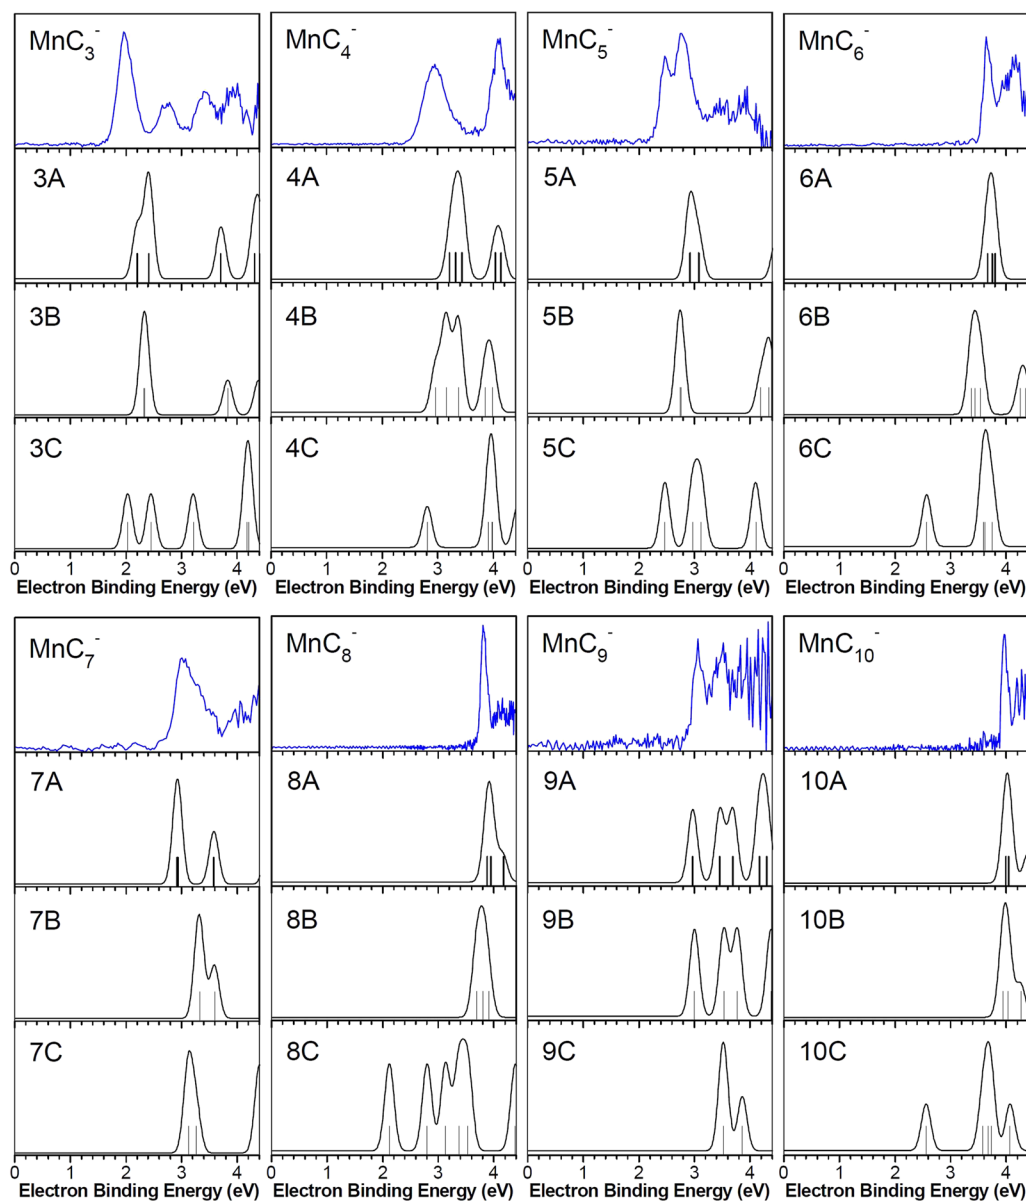 MnC3- MnC4- MnC5- MnC6-
3A 4A 5A 6A
3B 4B 5B 6B
3C 4C 5C 6C
0 1 2 3 4 0 1 2 3 4 0 1 2 3 4 0 1 2 3 4
Electron Binding Energy (eV) Electron Binding Energy (eV) Electron Binding Energy (eV) Electron Binding Energy (eV)
MnC7- MnC8- MnC9- MnC10-
7A 8A 9A 10A
7B 8B 9B 10B
7C 8C 9C 10C
0 1 2 3 4 0 1 2 3 4 0 1 2 3 4 0 1 2 3 4
Electron Binding Energy (eV) Electron Binding Energy (eV) Electron Binding Energy (eV) Electron Binding Energy (eV)